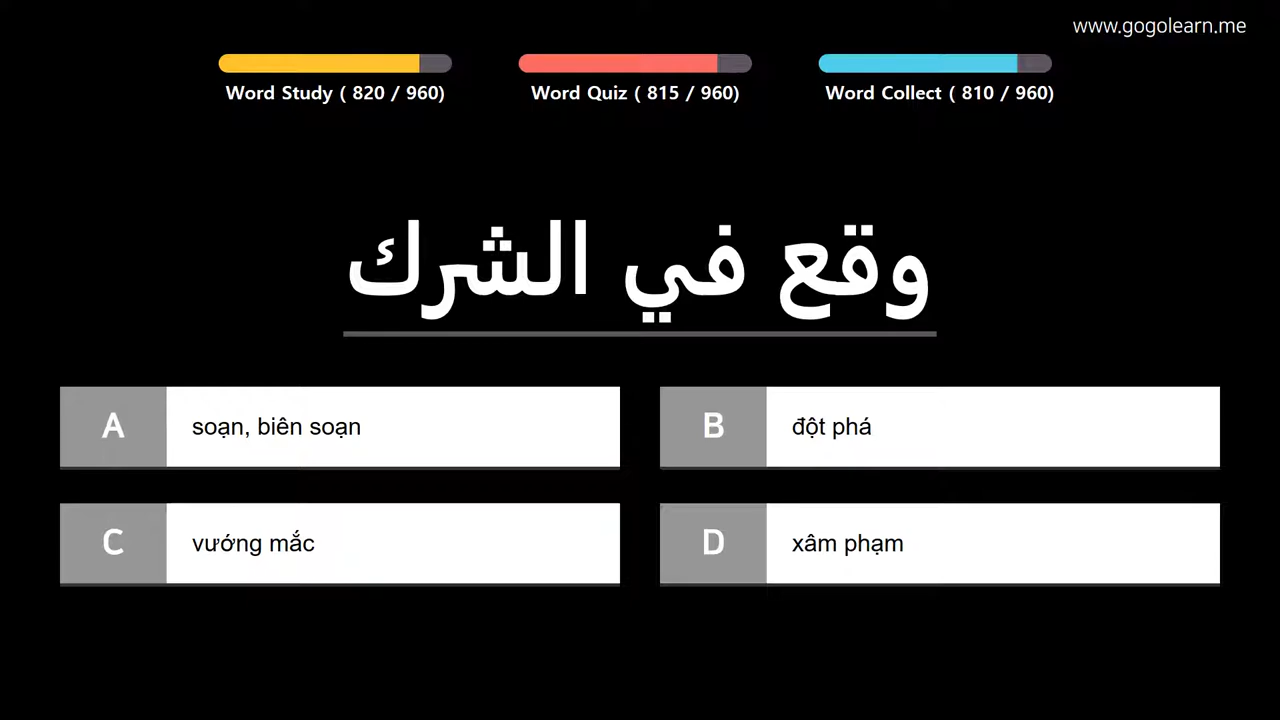 www.gogolearn.me
Word Study ( 820 / 960)
Word Quiz ( 815 / 960)
Word Collect ( 810 / 960)
وقع في الشرك
A soạn, biên soạn
B đột phá
C vướng mắc
D xâm phạm